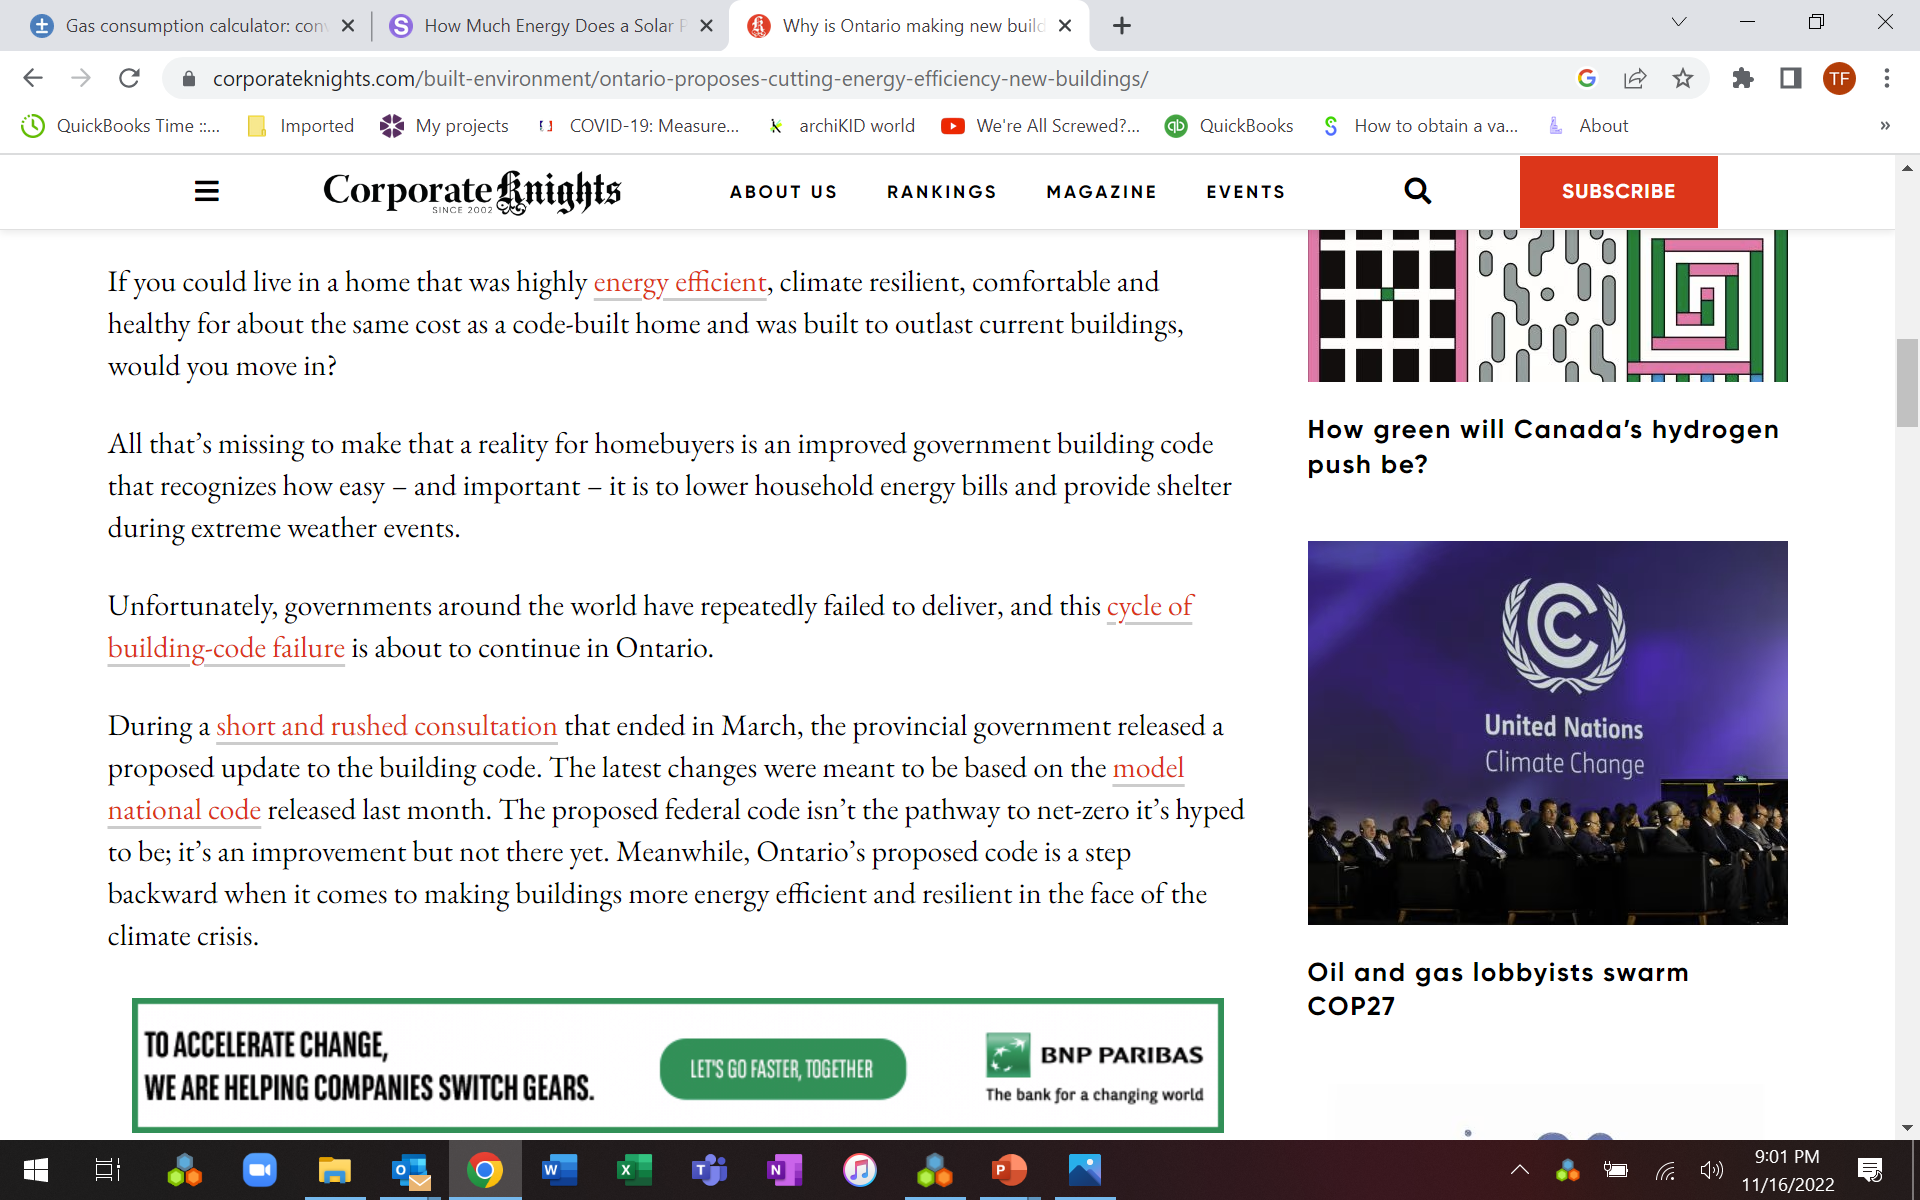 Gas consumption calculator: con
How Much Energy Does a Solar P
Why is Ontario making new build
corporateknights.com/built-environment/ontario-proposes-cutting-energy-efficiency-new-buildings/
TF
QuickBooks Time ::...
Imported
My projects
COVID-19: Measure...
archiKID world
We're All Screwed?...
QuickBooks
How to obtain a va...
About
»
Corporate Knights
SINCE 2002
ABOUT US
RANKINGS
MAGAZINE
EVENTS
SUBSCRIBE
If you could live in a home that was highly energy efficient, climate resilient, comfortable and
healthy for about the same cost as a code-built home and was built to outlast current buildings,
would you move in?
All that’s missing to make that a reality for homebuyers is an improved government building code
that recognizes how easy – and important – it is to lower household energy bills and provide shelter
during extreme weather events.
Unfortunately, governments around the world have repeatedly failed to deliver, and this cycle of
building-code failure is about to continue in Ontario.
During a short and rushed consultation that ended in March, the provincial government released a
proposed update to the building code. The latest changes were meant to be based on the model
national code released last month. The proposed federal code isn’t the pathway to net-zero it’s hyped
to be; it’s an improvement but not there yet. Meanwhile, Ontario’s proposed code is a step
backward when it comes to making buildings more energy efficient and resilient in the face of the
climate crisis.
TO ACCELERATE CHANGE,
WE ARE HELPING COMPANIES SWITCH GEARS.
LET'S GO FASTER, TOGETHER
BNP PARIBAS
The bank for a changing world
How green will Canada’s hydrogen
push be?
United Nations
Climate Change
Oil and gas lobbyists swarm
COP27
9:01 PM
11/16/2022